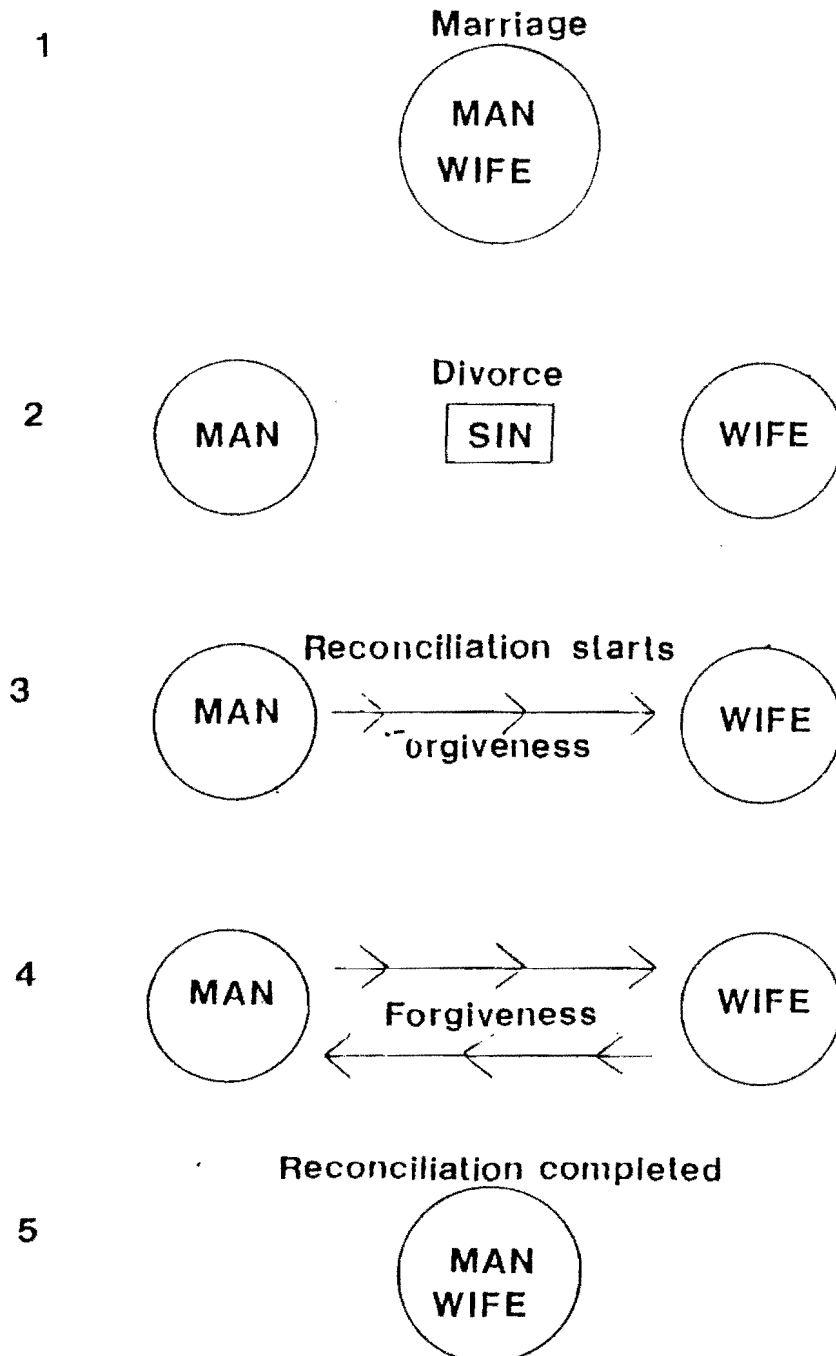 1
Marriage
MAN
WIFE
2
Divorce
MAN
SIN
WIFE
3
Reconciliation starts
MAN
WIFE
orgiveness
4
MAN
WIFE
Forgiveness
Reconciliation completed
5
MAN
WIFE